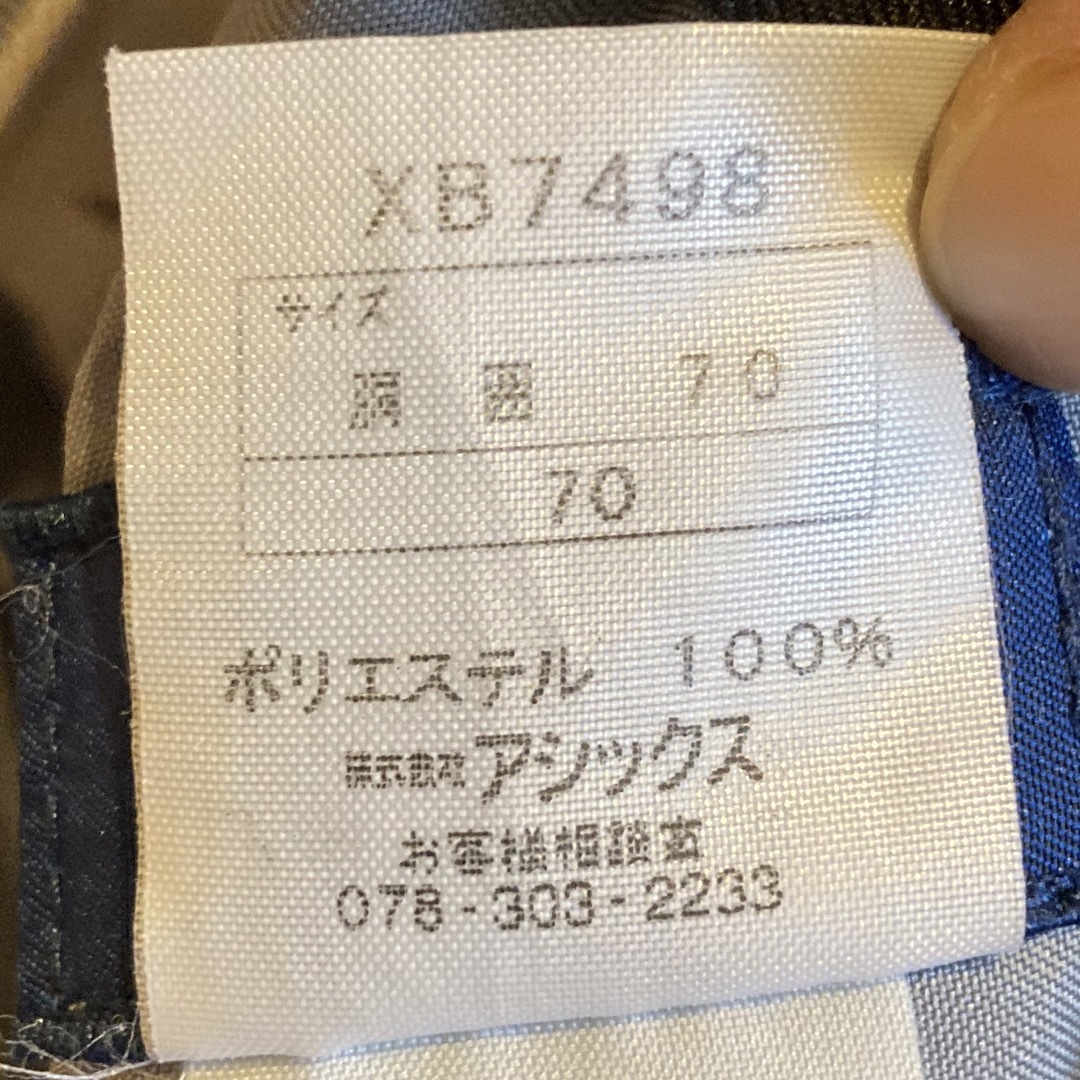 XB7498
サイズ
胴囲 70
70
ポリエステル 100%
株式会社アシックス
お客様相談室
078-303-2233